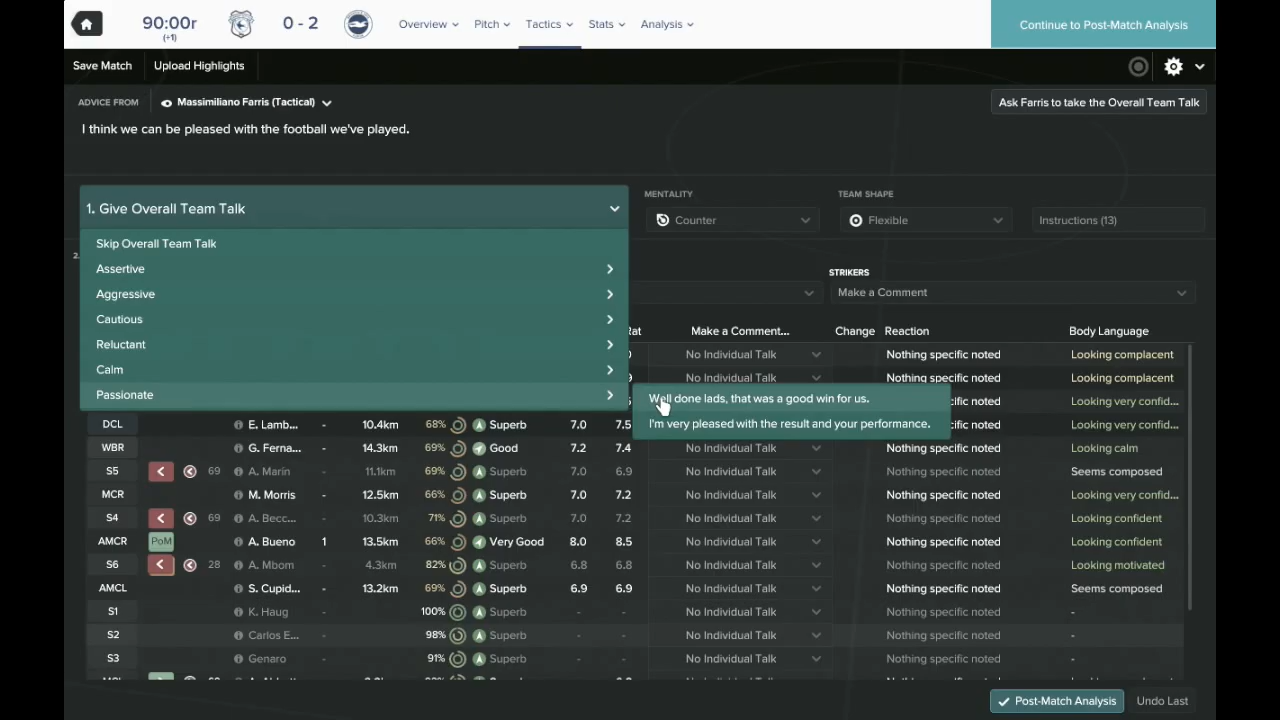 90:00r
(+1)
0 - 2
Overview
Pitch
Tactics
Stats
Analysis
Continue to Post-Match Analysis
Save Match
Upload Highlights
ADVICE FROM
Massimiliano Farris (Tactical)
Ask Farris to take the Overall Team Talk
I think we can be pleased with the football we've played.
1. Give Overall Team Talk
MENTALITY
TEAM SHAPE
Counter
Flexible
Instructions (13)
Skip Overall Team Talk
2.
Assertive
STRIKERS
Aggressive
Make a Comment
Cautious
Make a Comment...
Change
Reaction
Body Language
Reluctant
No Individual Talk
Nothing specific noted
Looking complacent
Calm
No Individual Talk
Nothing specific noted
Looking complacent
Passionate
Well done lads, that was a good win for us.
Looking very confid...
I'm very pleased with the result and your performance.
DCL E. Lamb... - 10.4km 68% Superb 7.0 7.5 Looking very confid...
WBR G. Ferna... - 14.3km 69% Good 7.2 7.4 No Individual Talk Nothing specific noted Looking calm
S5 69 A. Marin - 11.1km 69% Superb 7.0 6.9 No Individual Talk Nothing specific noted Seems composed
MCR M. Morris - 12.5km 66% Superb 7.0 7.2 No Individual Talk Nothing specific noted Looking very confid...
S4 69 A. Becc... - 10.3km 71% Superb 7.0 7.2 No Individual Talk Nothing specific noted Looking confident
AMCR PoM A. Bueno 1 13.5km 66% Very Good 8.0 8.5 No Individual Talk Nothing specific noted Looking confident
S6 28 A. Mbom - 4.3km 82% Superb 6.8 6.8 No Individual Talk Nothing specific noted Looking motivated
AMCL S. Cupid... - 13.2km 69% Superb 6.9 6.9 No Individual Talk Nothing specific noted Seems composed
S1 K. Haug - 100% Superb - - No Individual Talk Nothing specific noted -
S2 Carlos E... - 98% Superb - - No Individual Talk Nothing specific noted -
S3 Genaro - 91% Superb - - No Individual Talk Nothing specific noted -
Post-Match Analysis
Undo Last